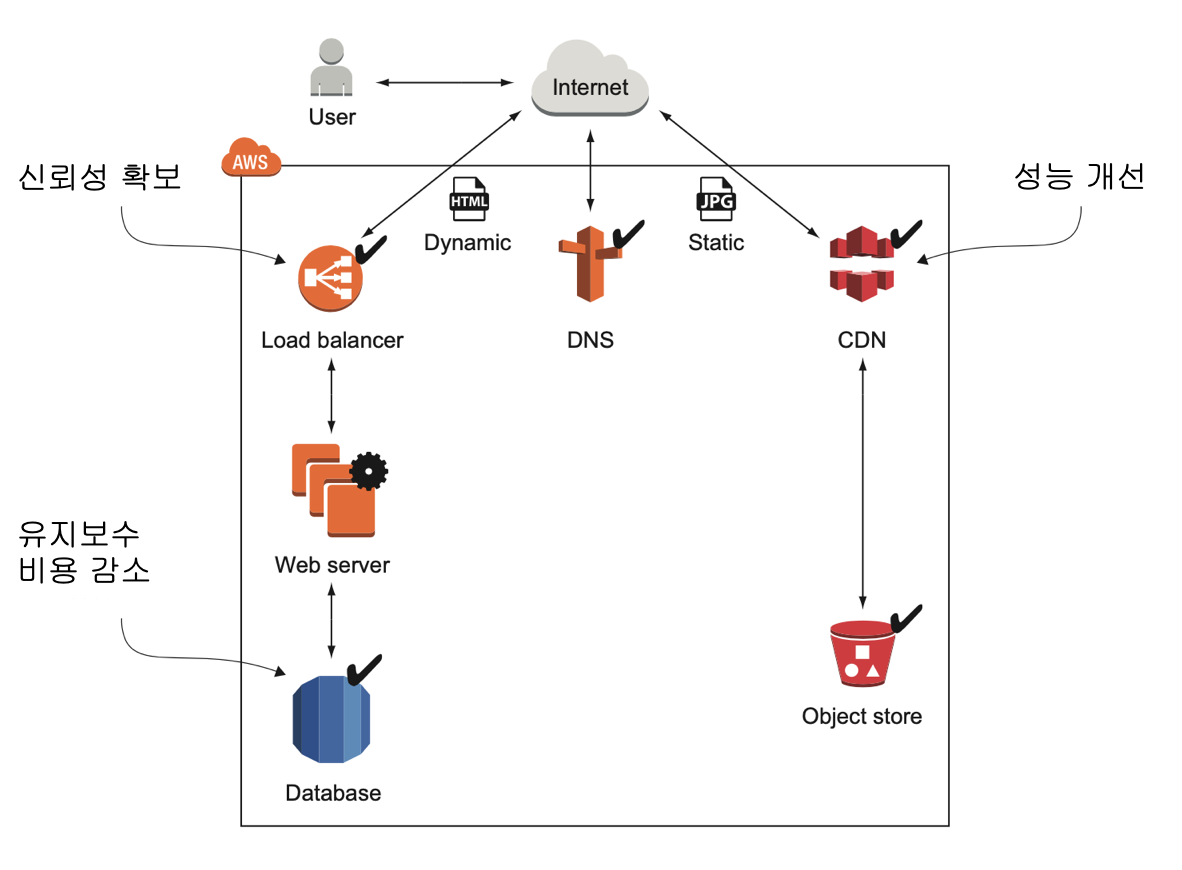 Internet
User
AWS
신뢰성 확보
성능 개선
HTML
JPG
Dynamic
Static
Load balancer
DNS
CDN
Web server
유지보수
비용 감소
Object store
Database